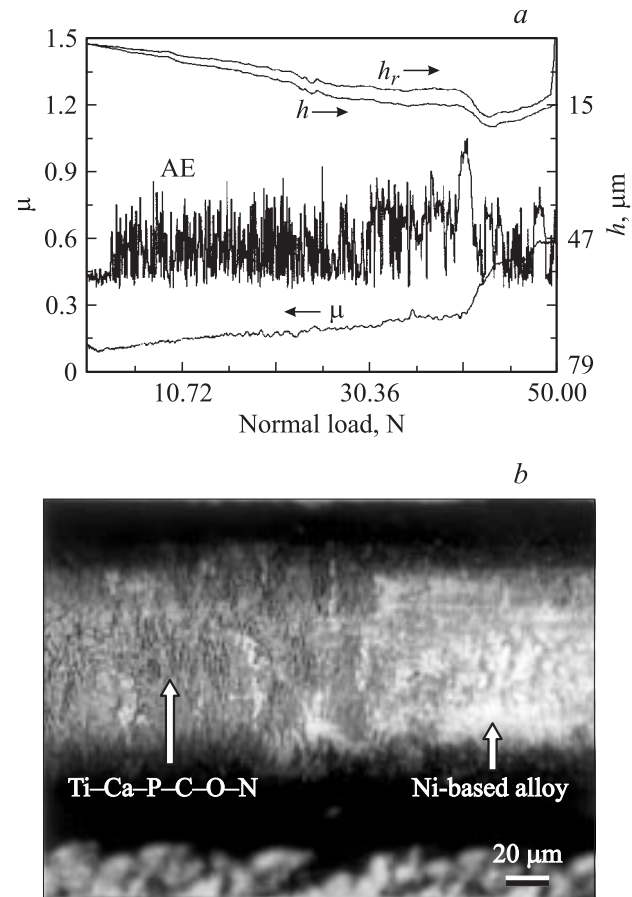 a
1.5
1.2
0.9
0.6
0.3
0
μ
h_r
h
AE
μ
15
47
79
h, μm
10.72 30.36 50.00
Normal load, N
b
Ti–Ca–P–C–O–N
Ni-based alloy
20 μm